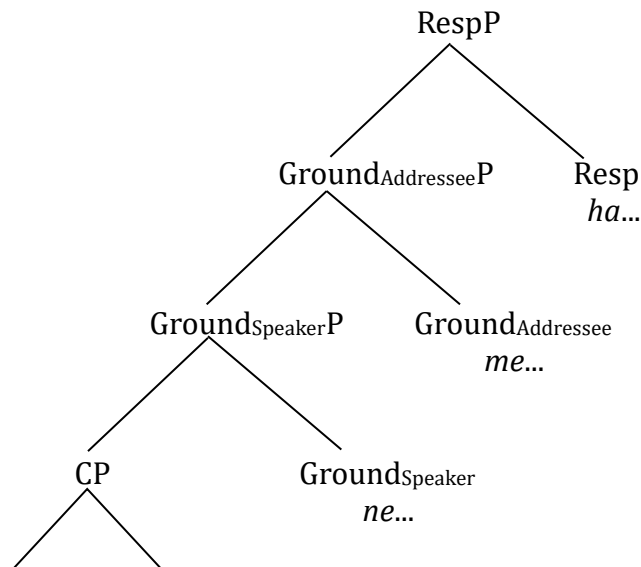 RespP
GroundAddresseeP Resp
ha...
GroundSpeakerP GroundAddressee
me...
CP GroundSpeaker
ne...